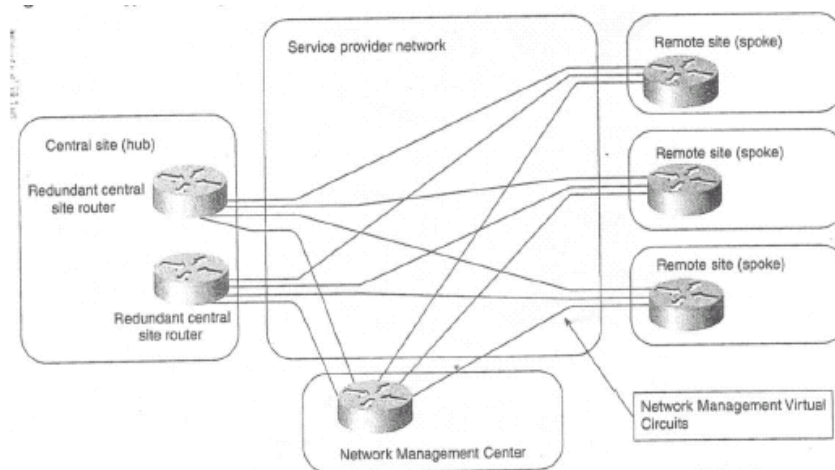 Service provider network
Remote site (spoke)
Central site (hub)
Redundant central
site router
Remote site (spoke)
Redundant central
site router
Remote site (spoke)
Network Management Virtual
Circuits
Network Management Center